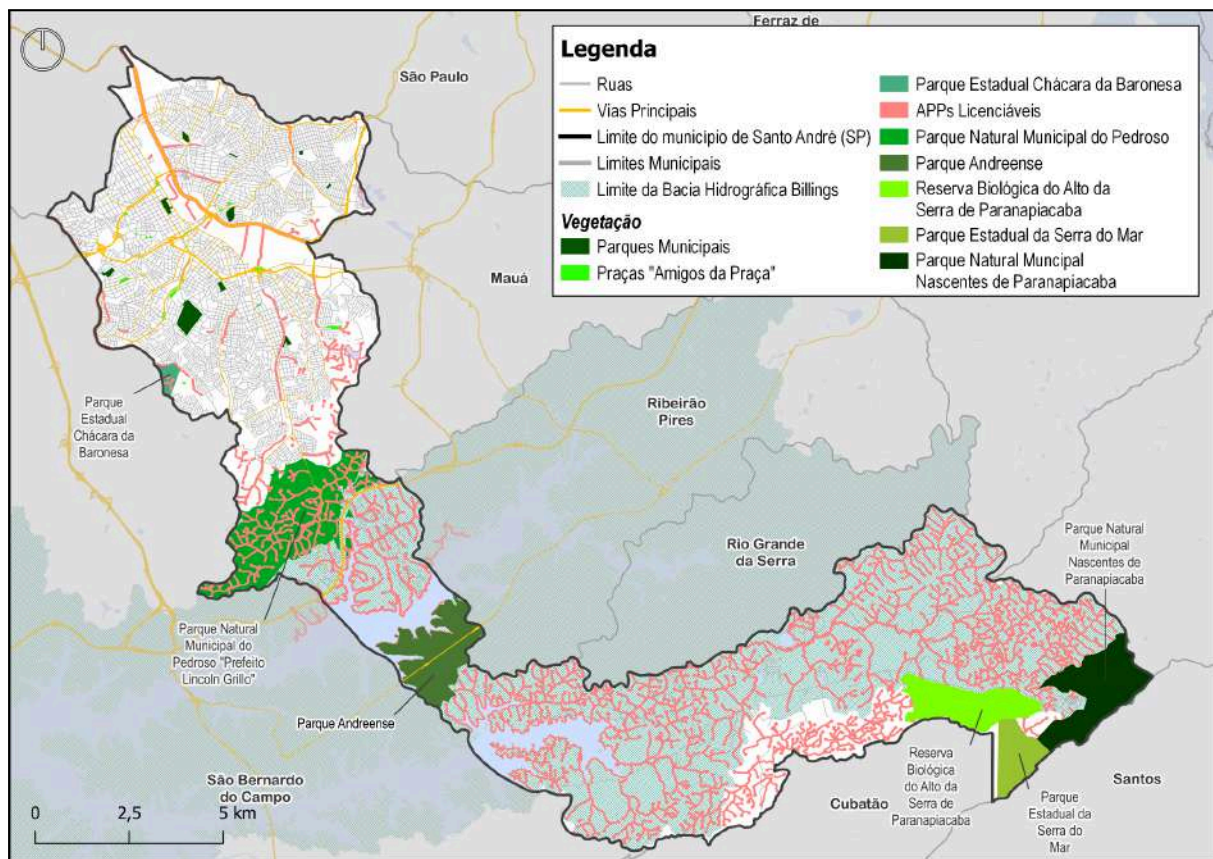 Ferraz de
São Paulo
Legenda
Ruas
Vias Principais
Limite do município de Santo André (SP)
Limites Municipais
Limite da Bacia Hidrográfica Billings
Vegetação
Parques Municipais
Praças "Amigos da Praça"
Parque Estadual Chácara da Baronesa
APPs Licenciáveis
Parque Natural Municipal do Pedroso
Parque Andreense
Reserva Biológica do Alto da
Serra de Paranapiacaba
Parque Estadual da Serra do Mar
Parque Natural Muncipal
Nascentes de Paranapiacaba
Mauá
Parque
Estadual
Chácara da
Baronesa
Ribeirão
Pires
Rio Grande
da Serra
Parque Natural
Municipal
Nascentes de
Paranapiacaba
Parque Natural
Municipal do
Pedroso "Prefeito
Lincoln Grillo"
Parque Andreense
São Bernardo
do Campo
Reserva
Biológica
do Alto da
Serra de
Paranapiacaba
Cubatão
Parque
Estadual da
Serra do
Mar
Santos
0 2,5 5 km